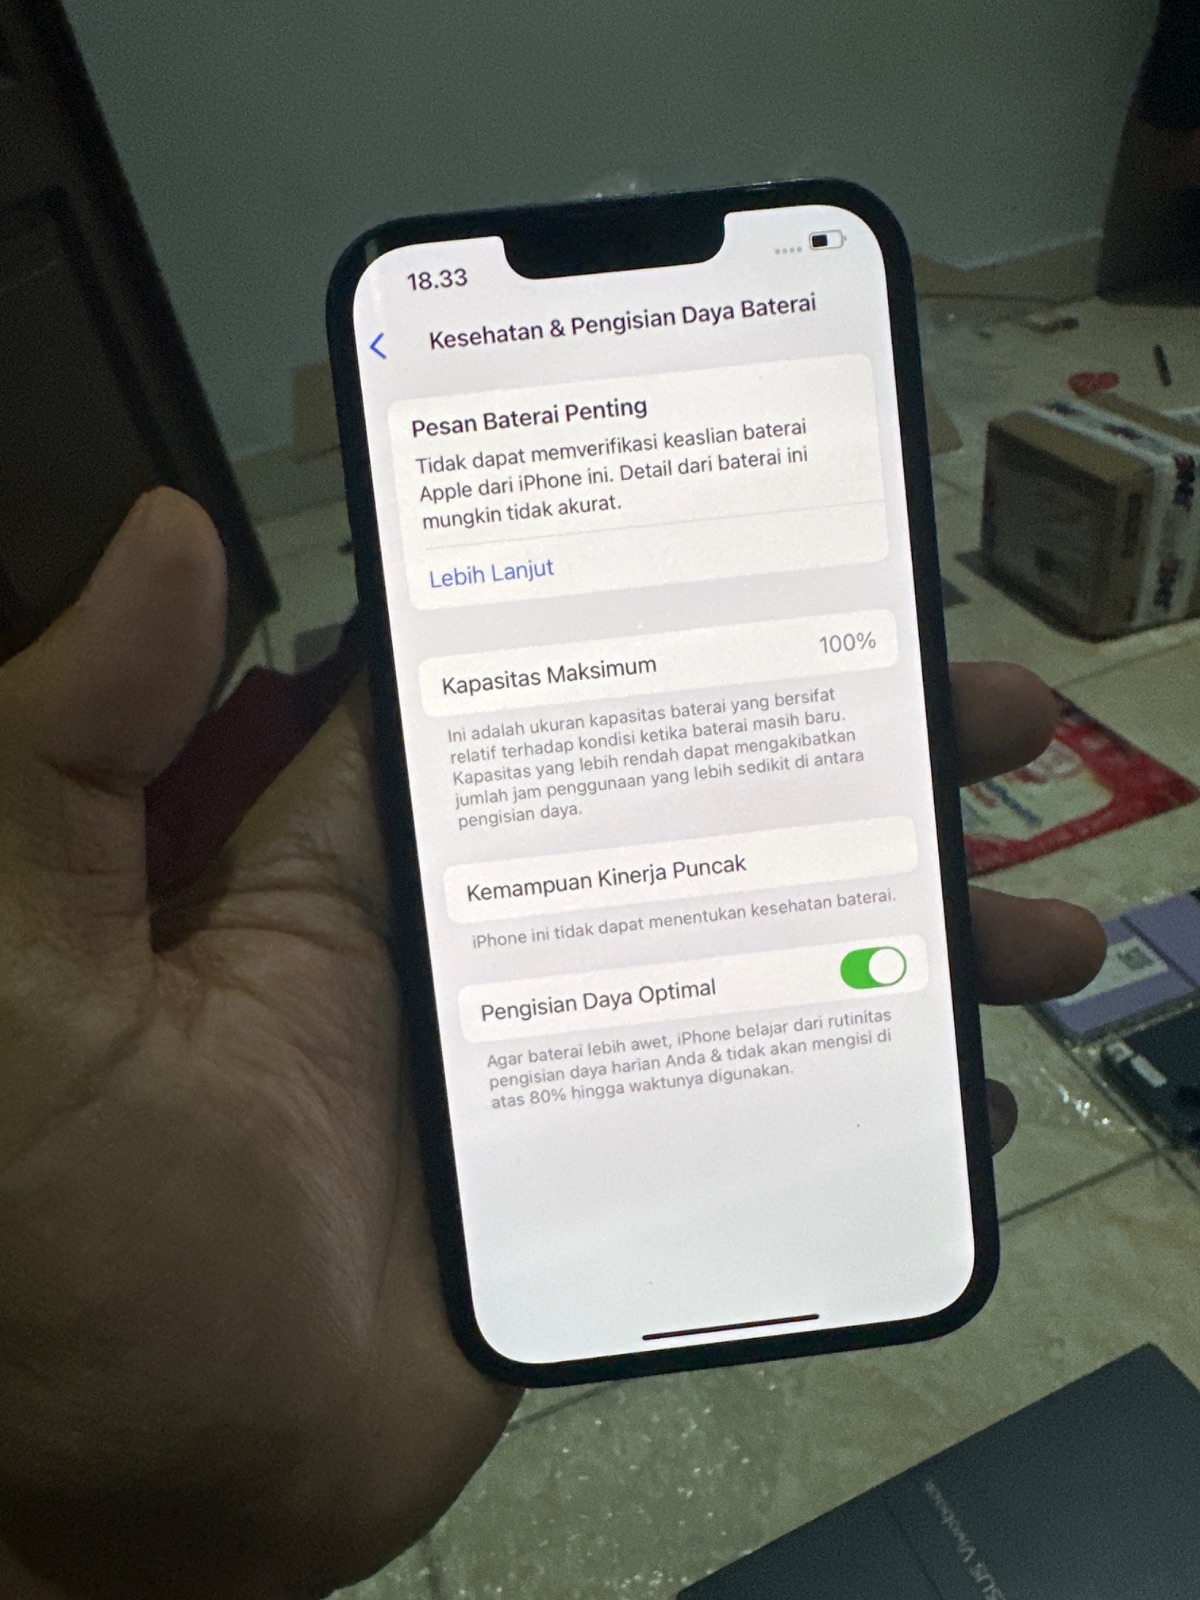 18.33
Kesehatan & Pengisian Daya Baterai
Pesan Baterai Penting
Tidak dapat memverifikasi keaslian baterai
Apple dari iPhone ini. Detail dari baterai ini
mungkin tidak akurat.
Lebih Lanjut
Kapasitas Maksimum 100%
Ini adalah ukuran kapasitas baterai yang bersifat
relatif terhadap kondisi ketika baterai masih baru.
Kapasitas yang lebih rendah dapat mengakibatkan
jumlah jam penggunaan yang lebih sedikit di antara
pengisian daya.
Kemampuan Kinerja Puncak
iPhone ini tidak dapat menentukan kesehatan baterai.
Pengisian Daya Optimal
Agar baterai lebih awet, iPhone belajar dari rutinitas
pengisian daya harian Anda & tidak akan mengisi di
atas 80% hingga waktunya digunakan.